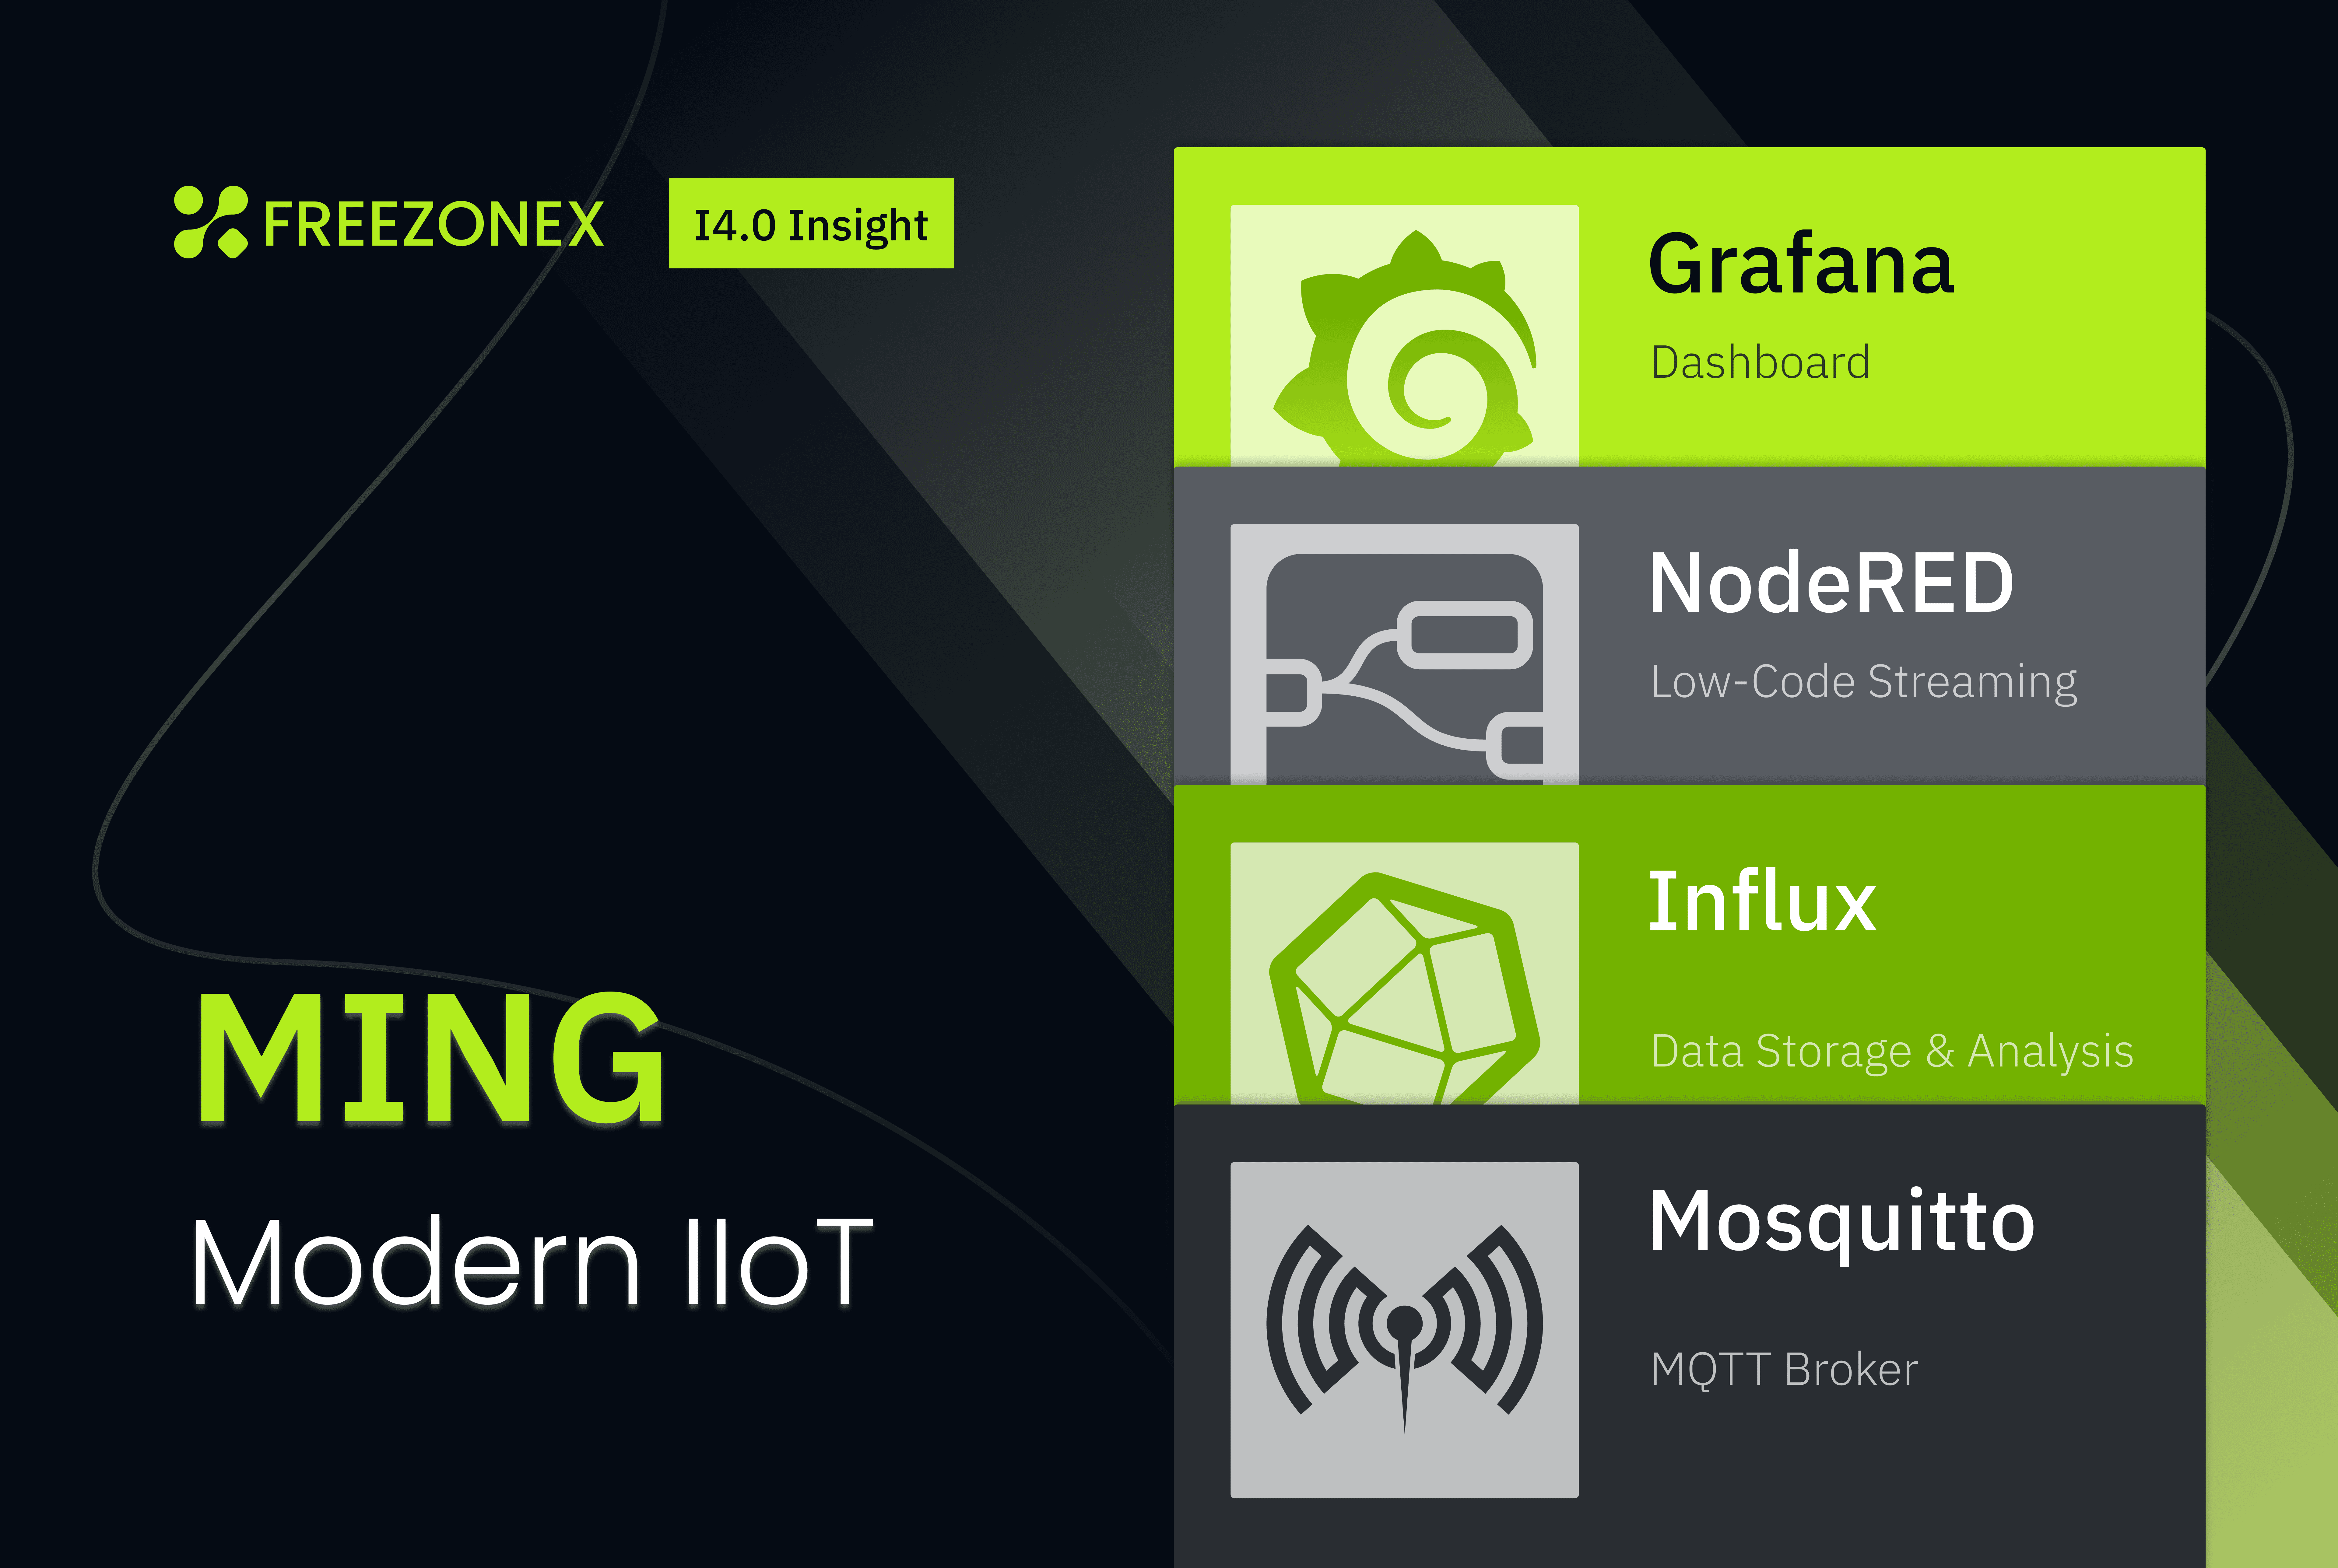 FREEZONEX
I4.0 Insight
MING
Modern IIoT
Grafana
Dashboard
NodeRED
Low-Code Streaming
Influx
Data Storage & Analysis
Mosquitto
MQTT Broker